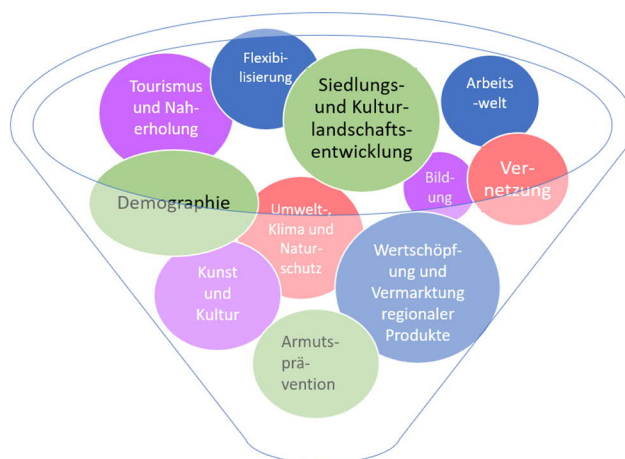 Flexibi-
lisierung
Tourismus
und Nah-
erholung
Siedlungs-
und Kultur-
landschafts-
entwicklung
Arbeits
-welt
Bild-
ung
Ver-
netzung
Demographie
Umwelt-,
Klima und
Natur-
schutz
Kunst
und
Kultur
Wertschöpf-
ung und
Vermarktung
regionaler
Produkte
Armuts-
prä-
vention